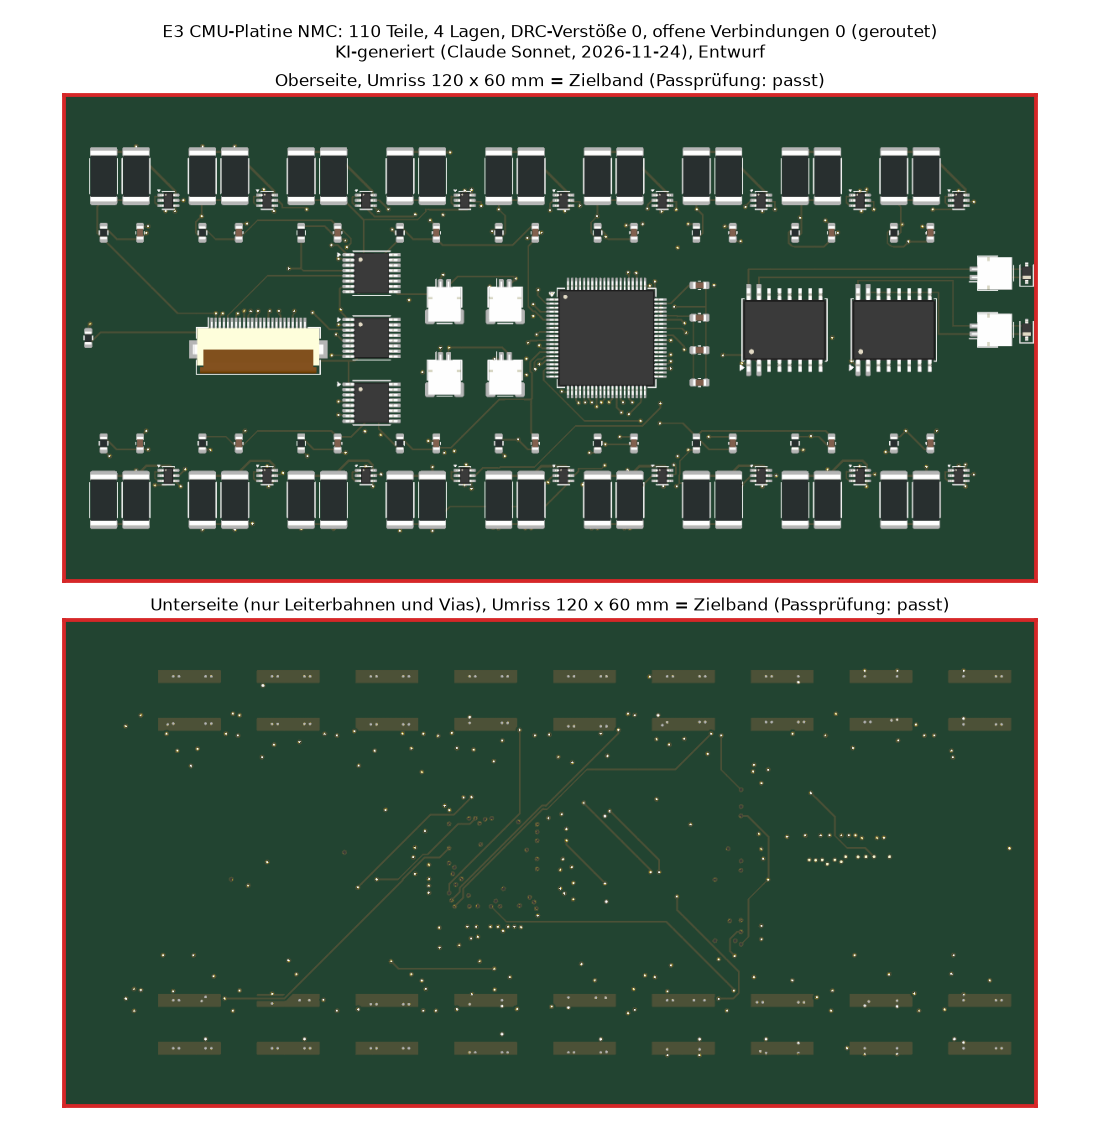 E3 CMU-Platine NMC: 110 Teile, 4 Lagen, DRC-Verstöße 0, offene Verbindungen 0 (geroutet)
KI-generiert (Claude Sonnet, 2026-11-24), Entwurf
Oberseite, Umriss 120 x 60 mm = Zielband (Passprüfung: passt)
Unterseite (nur Leiterbahnen und Vias), Umriss 120 x 60 mm = Zielband (Passprüfung: passt)